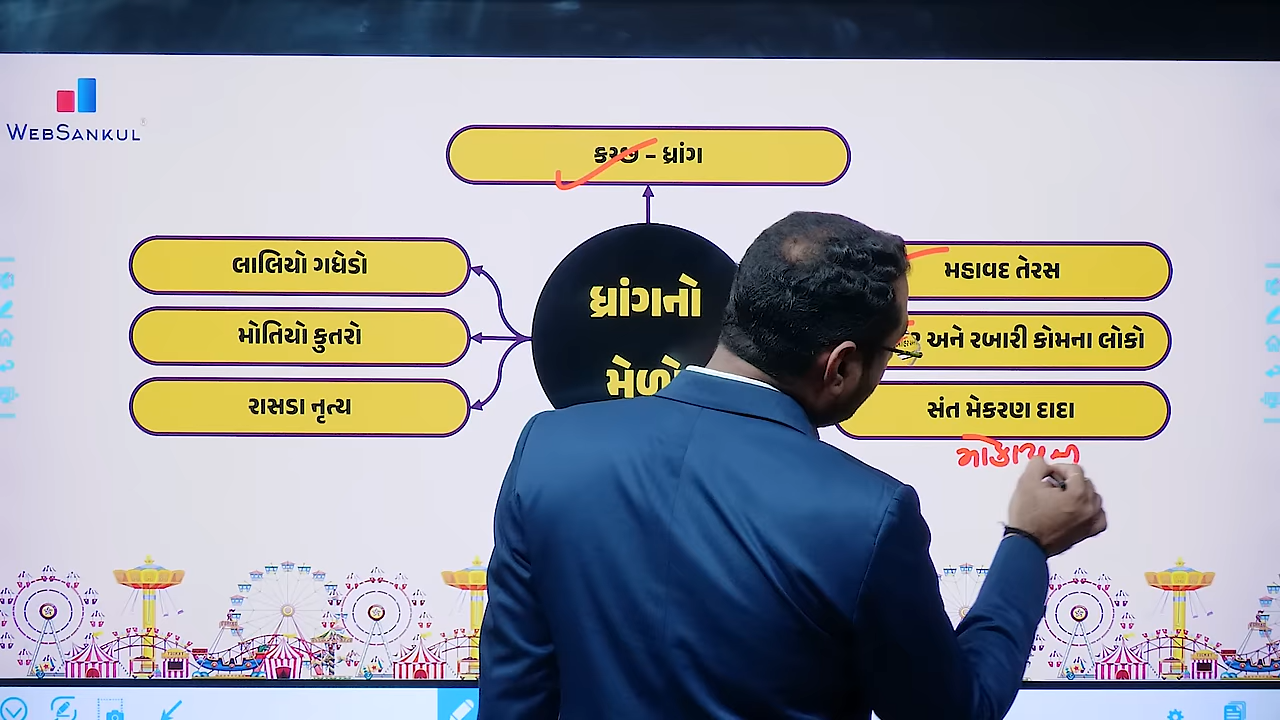 WEBSANKUL
કચ્છ – ધ્રાંગ
લાલિયો ગધેડો
મોતિયો કુતરો
રાસડા નૃત્ય
ધ્રાંગનો
મેળો
મહાવદ તેરસ
અને રબારી કોમના લોકો
સંત મેકરણ દાદા